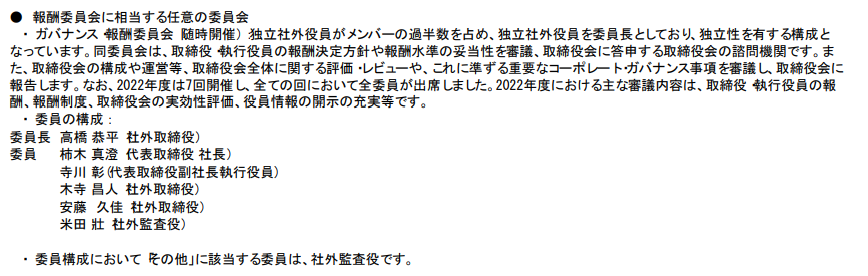 ● 報酬委員会に相当する任意の委員会
・ ガバナンス・報酬委員会（随時開催） 独立社外役員がメンバーの過半数を占め、独立社外役員を委員長としており、独立性を有する構成と
なっています。同委員会は、取締役・執行役員の報酬決定方針や報酬水準の妥当性を審議、取締役会に答申する取締役会の諮問機関です。ま
た、取締役会の構成や運営等、取締役会全体に関する評価・レビューや、これに準ずる重要なコーポレート・ガバナンス事項を審議し、取締役会に
報告します。なお、2022年度は7回開催し、全ての回において全委員が出席しました。2022年度における主な審議内容は、取締役・執行役員の報
酬、報酬制度、取締役会の実効性評価、役員情報の開示の充実等です。
・ 委員の構成：
委員長 高橋 恭平（社外取締役）
委員 柿木 真澄（代表取締役 社長）
寺川 彰(代表取締役副社長執行役員)
木寺 昌人（社外取締役）
安藤 久佳（社外取締役）
米田 壯（社外監査役）
・ 委員構成において「その他」に該当する委員は、社外監査役です。